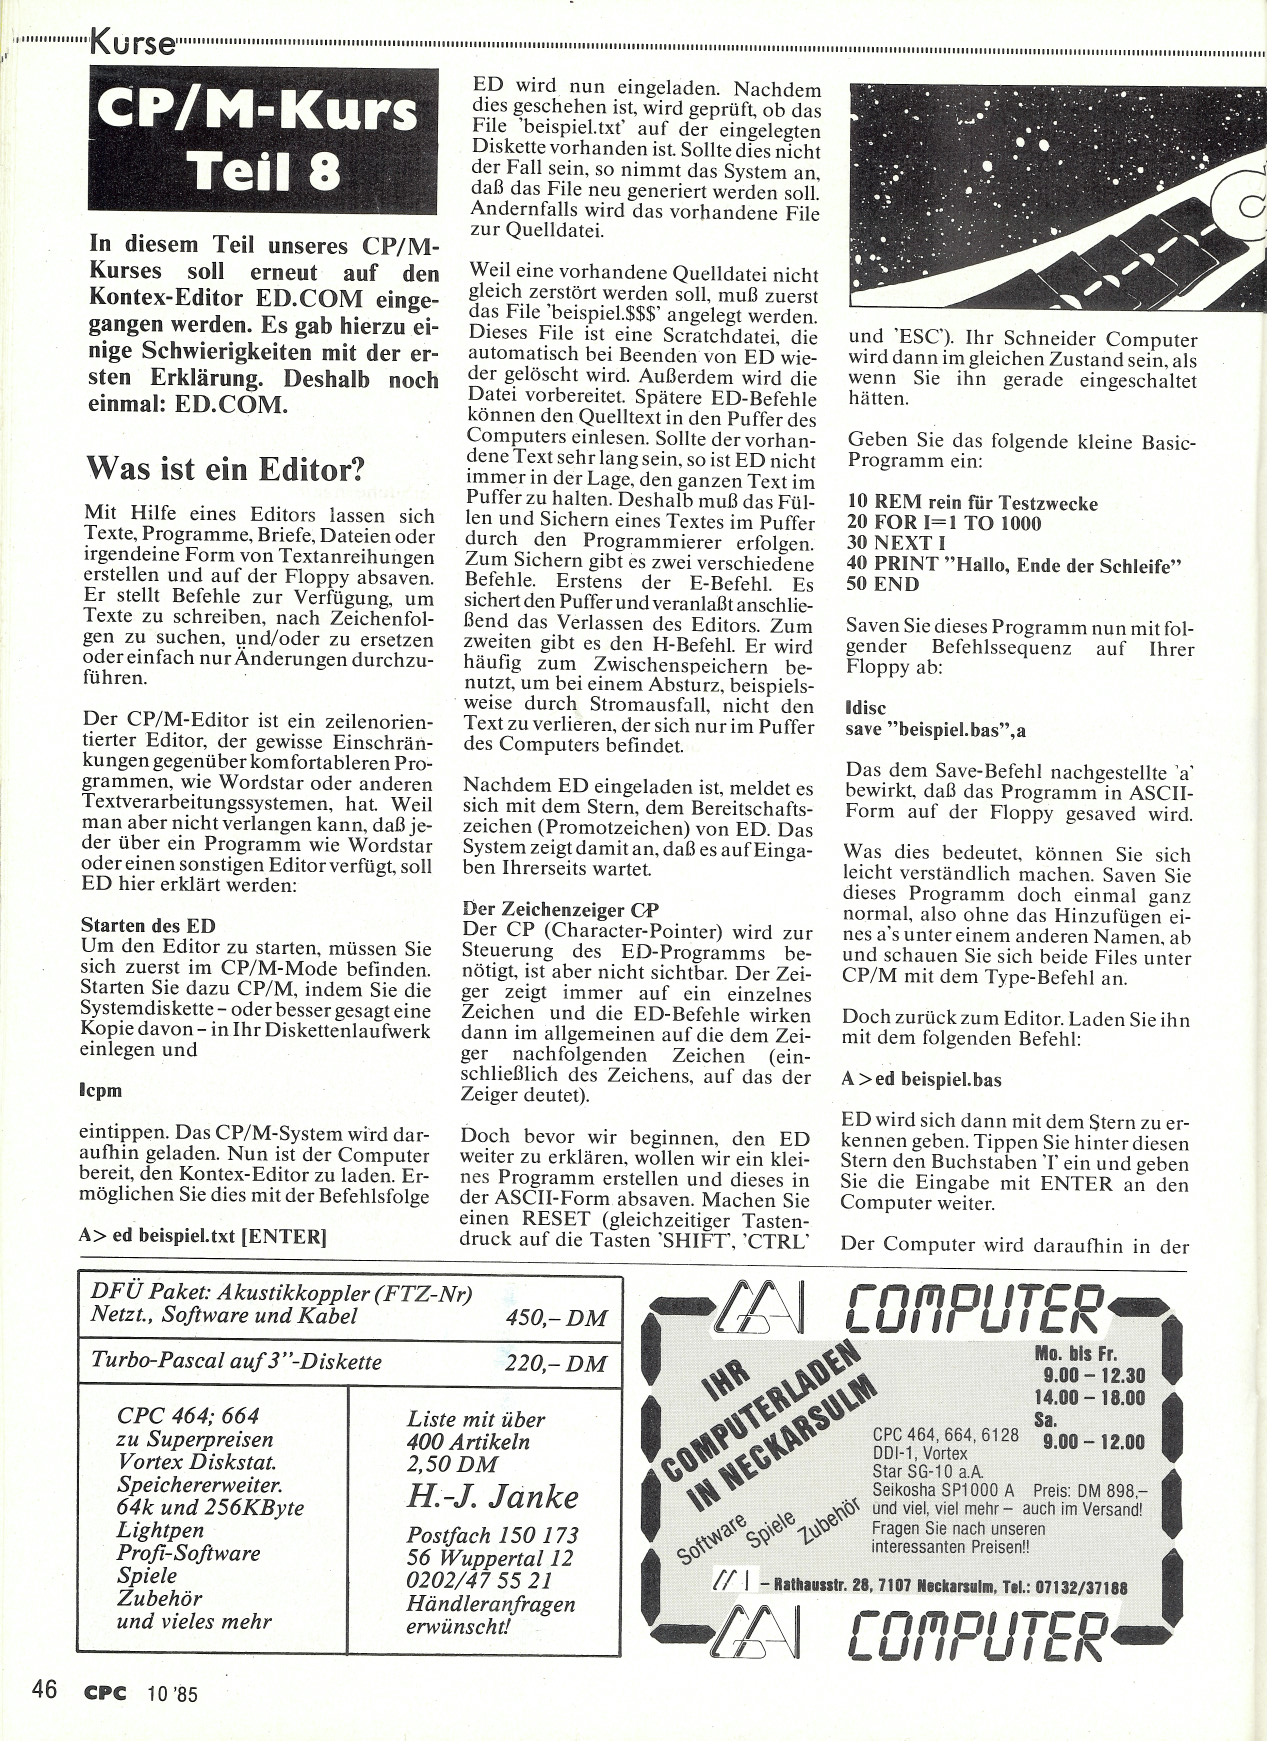 Kurse
CP/M-Kurs
Teil 8
In diesem Teil unseres CP/M-
Kurses soll erneut auf den
Kontex-Editor ED.COM einge-
gangen werden. Es gab hierzu ei-
nige Schwierigkeiten mit der er-
sten Erklärung. Deshalb noch
einmal: ED.COM.
Was ist ein Editor?
Mit Hilfe eines Editors lassen sich
Texte, Programme, Briefe, Dateien oder
irgendeine Form von Textanreihungen
erstellen und auf der Floppy absaven.
Er stellt Befehle zur Verfügung, um
Texte zu schreiben, nach Zeichenfol-
gen zu suchen, und/oder zu ersetzen
oder einfach nur Änderungen durchzu-
führen.
Der CP/M-Editor ist ein zeilenorien-
tierter Editor, der gewisse Einschrän-
kungen gegenüber komfortableren Pro-
grammen, wie Wordstar oder anderen
Textverarbeitungssystemen, hat. Weil
man aber nicht verlangen kann, daß je-
der über ein Programm wie Wordstar
oder einen sonstigen Editor verfügt, soll
ED hier erklärt werden:
Starten des ED
Um den Editor zu starten, müssen Sie
sich zuerst im CP/M-Mode befinden.
Starten Sie dazu CP/M, indem Sie die
Systemdiskette – oder besser gesagt eine
Kopie davon – in Ihr Diskettenlaufwerk
einlegen und
|cpm
eintippen. Das CP/M-System wird dar-
aufhin geladen. Nun ist der Computer
bereit, den Kontex-Editor zu laden. Er-
möglichen Sie dies mit der Befehlsfolge
A> ed beispiel.txt [ENTER]
ED wird nun eingeladen. Nachdem
dies geschehen ist, wird geprüft, ob das
File 'beispiel.txt' auf der eingelegten
Diskette vorhanden ist. Sollte dies nicht
der Fall sein, so nimmt das System an,
daß das File neu generiert werden soll.
Andernfalls wird das vorhandene File
zur Quelldatei.
Weil eine vorhandene Quelldatei nicht
gleich zerstört werden soll, muß zuerst
das File 'beispiel.$$$' angelegt werden.
Dieses File ist eine Scratchdatei, die
automatisch bei Beenden von ED wie-
der gelöscht wird. Außerdem wird die
Datei vorbereitet. Spätere ED-Befehle
können den Quelltext in den Puffer des
Computers einlesen. Sollte der vorhan-
dene Text sehr lang sein, so ist ED nicht
immer in der Lage, den ganzen Text im
Puffer zu halten. Deshalb muß das Fül-
len und Sichern eines Textes im Puffer
durch den Programmierer erfolgen.
Zum Sichern gibt es zwei verschiedene
Befehle. Erstens der E-Befehl. Es
sichert den Puffer und veranlaßt anschlie-
ßend das Verlassen des Editors. Zum
zweiten gibt es den H-Befehl. Er wird
häufig zum Zwischenspeichern be-
nutzt, um bei einem Absturz, beispiels-
weise durch Stromausfall, nicht den
Text zu verlieren, der sich nur im Puffer
des Computers befindet.
Nachdem ED eingeladen ist, meldet es
sich mit dem Stern, dem Bereitschafts-
zeichen (Promotzeichen) von ED. Das
System zeigt damit an, daß es auf Einga-
ben Ihrerseits wartet.
Der Zeichenzeiger CP
Der CP (Character-Pointer) wird zur
Steuerung des ED-Programms be-
nötigt, ist aber nicht sichtbar. Der Zei-
ger zeigt immer auf ein einzelnes
Zeichen und die ED-Befehle wirken
dann im allgemeinen auf die dem Zei-
ger nachfolgenden Zeichen (ein-
schließlich des Zeichens, auf das der
Zeiger deutet).
Doch bevor wir beginnen, den ED
weiter zu erklären, wollen wir ein klei-
nes Programm erstellen und dieses in
der ASCII-Form absaven. Machen Sie
einen RESET (gleichzeitiger Tasten-
druck auf die Tasten 'SHIFT', 'CTRL'
und 'ESC'). Ihr Schneider Computer
wird dann im gleichen Zustand sein, als
wenn Sie ihn gerade eingeschaltet
hätten.
Geben Sie das folgende kleine Basic-
Programm ein:
10 REM rein für Testzwecke
20 FOR I=1 TO 1000
30 NEXT I
40 PRINT "Hallo, Ende der Schleife"
50 END
Saven Sie dieses Programm nun mit fol-
gender Befehlssequenz auf Ihrer
Floppy ab:
|disc
save "beispiel.bas",a
Das dem Save-Befehl nachgestellte 'a'
bewirkt, daß das Programm in ASCII-
Form auf der Floppy gesaved wird.
Was dies bedeutet, können Sie sich
leicht verständlich machen. Saven Sie
dieses Programm doch einmal ganz
normal, also ohne das Hinzufügen ei-
nes a's unter einem anderen Namen, ab
und schauen Sie sich beide Files unter
CP/M mit dem Type-Befehl an.
Doch zurück zum Editor. Laden Sie ihn
mit dem folgenden Befehl:
A>ed beispiel.bas
ED wird sich dann mit dem Stern zu er-
kennen geben. Tippen Sie hinter diesen
Stern den Buchstaben 'I' ein und geben
Sie die Eingabe mit ENTER an den
Computer weiter.
Der Computer wird daraufhin in der
DFÜ Paket: Akustikkoppler (FTZ-Nr)
Netzt., Software und Kabel 450,– DM
Turbo-Pascal auf 3"-Diskette 220,– DM
CPC 464; 664
zu Superpreisen
Vortex Diskstat.
Speichererweiter.
64k und 256KByte
Lightpen
Profi-Software
Spiele
Zubehör
und vieles mehr
Liste mit über
400 Artikeln
2,50 DM
H.-J. Janke
Postfach 150 173
56 Wuppertal 12
0202/47 55 21
Händleranfragen
erwünscht!
COMPUTER
IHR
COMPUTERLADEN
IN NECKARSULM
Software Spiele Zubehör
Mo. bis Fr.
9.00 – 12.30
14.00 – 18.00
Sa.
9.00 – 12.00
CPC 464, 664, 6128
DDI-1, Vortex
Star SG-10 a.A.
Seikosha SP1000 A Preis: DM 898,–
und viel, viel mehr – auch im Versand!
Fragen Sie nach unseren
interessanten Preisen!!
– Rathausstr. 28, 7107 Neckarsulm, Tel.: 07132/37188
COMPUTER
46 CPC 10 '85